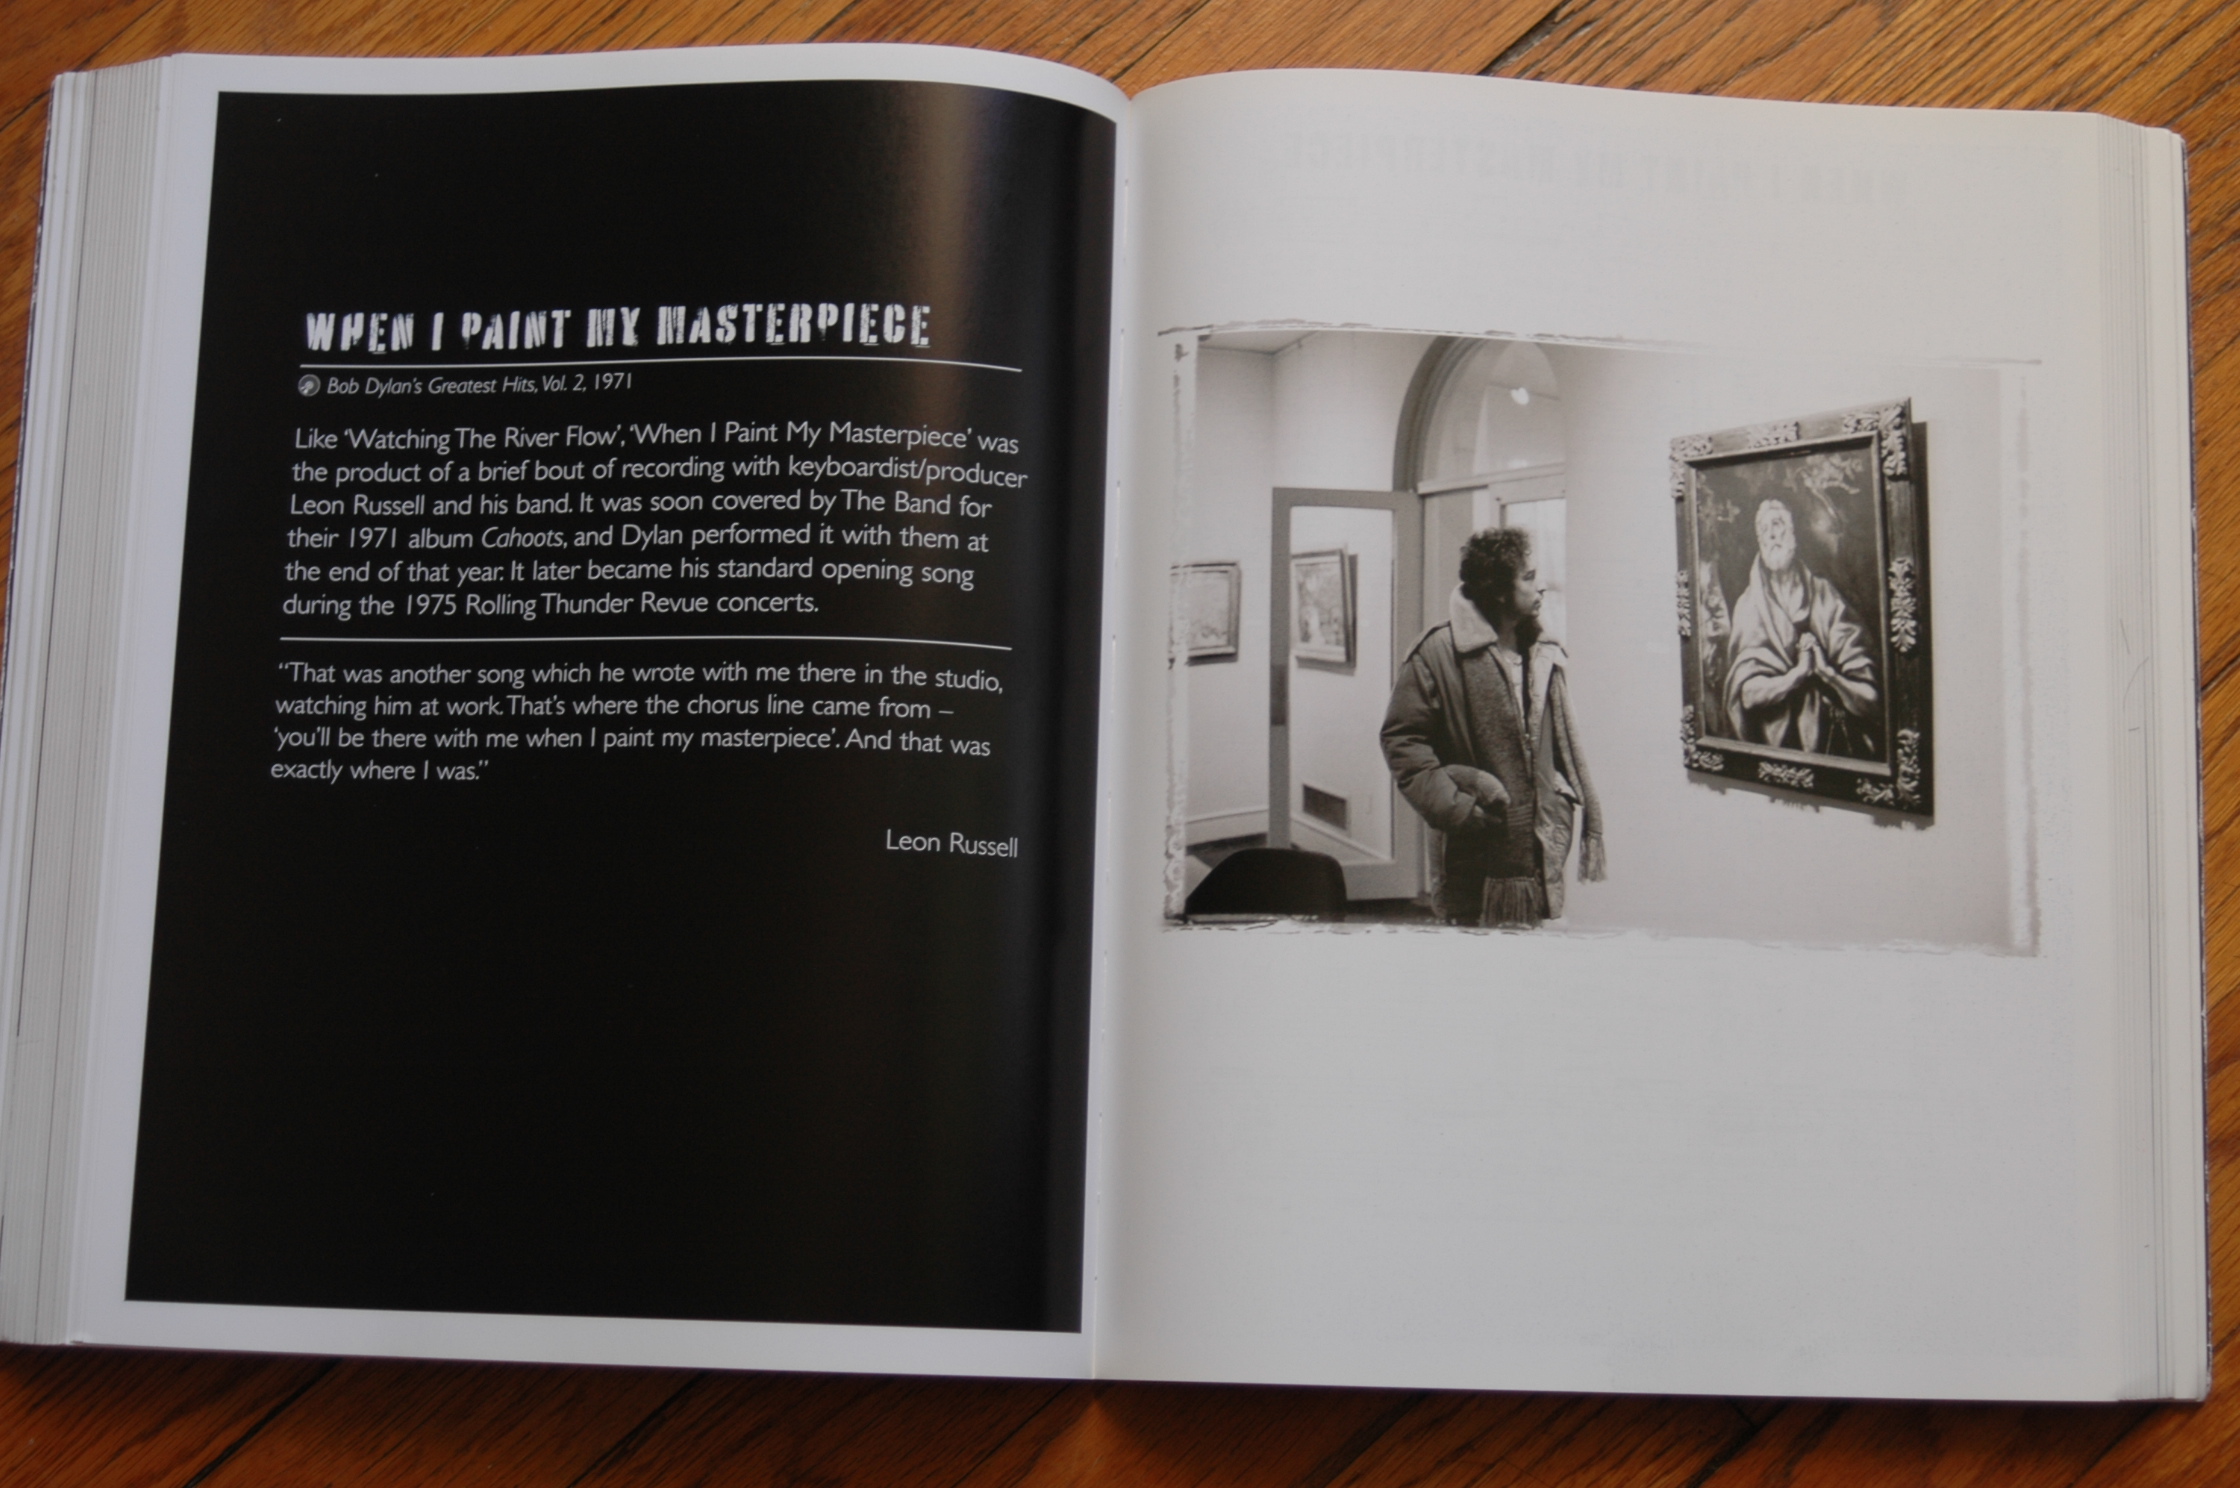 WHEN I PAINT MY MASTERPIECE
Bob Dylan's Greatest Hits, Vol. 2, 1971
Like 'Watching The River Flow', 'When I Paint My Masterpiece' was
the product of a brief bout of recording with keyboardist/producer
Leon Russell and his band. It was soon covered by The Band for
their 1971 album Cahoots, and Dylan performed it with them at
the end of that year. It later became his standard opening song
during the 1975 Rolling Thunder Revue concerts.
“That was another song which he wrote with me there in the studio,
watching him at work. That's where the chorus line came from –
'you'll be there with me when I paint my masterpiece'. And that was
exactly where I was.”
Leon Russell